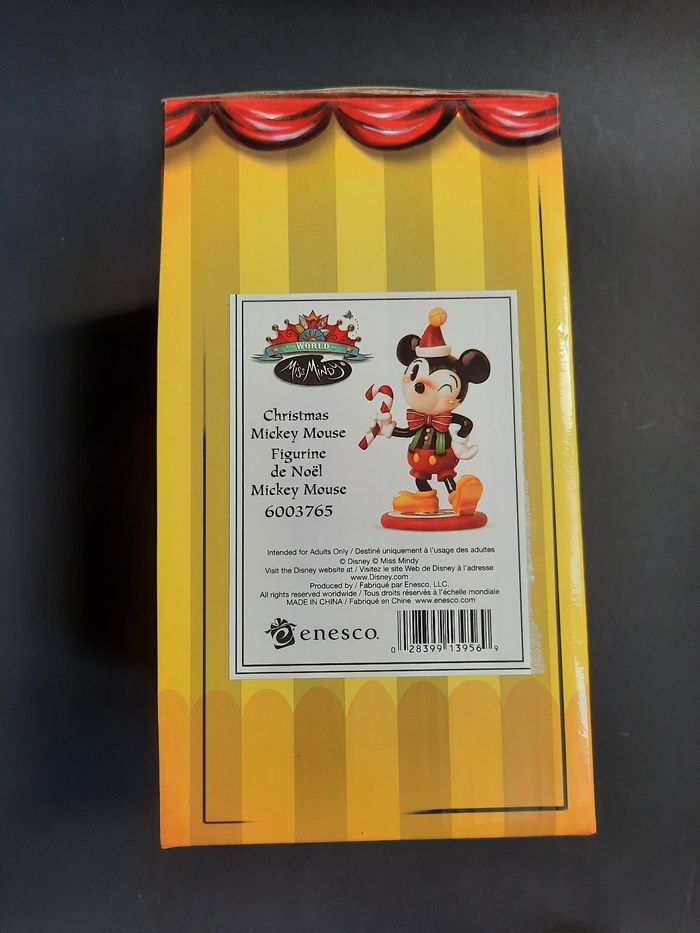 THE WORLD OF
Miss Mindy
Christmas
Mickey Mouse
Figurine
de Noël
Mickey Mouse
6003765
Intended for Adults Only / Destiné uniquement à l'usage des adultes
© Disney © Miss Mindy
Visit the Disney website at / Visitez le site Web de Disney à l'adresse
www.Disney.com
Produced by / Fabriqué par Enesco, LLC.
All rights reserved worldwide / Tous droits réservés à l'échelle mondiale
MADE IN CHINA / Fabriqué en Chine www.enesco.com
enesco.
0 28399 13956 9